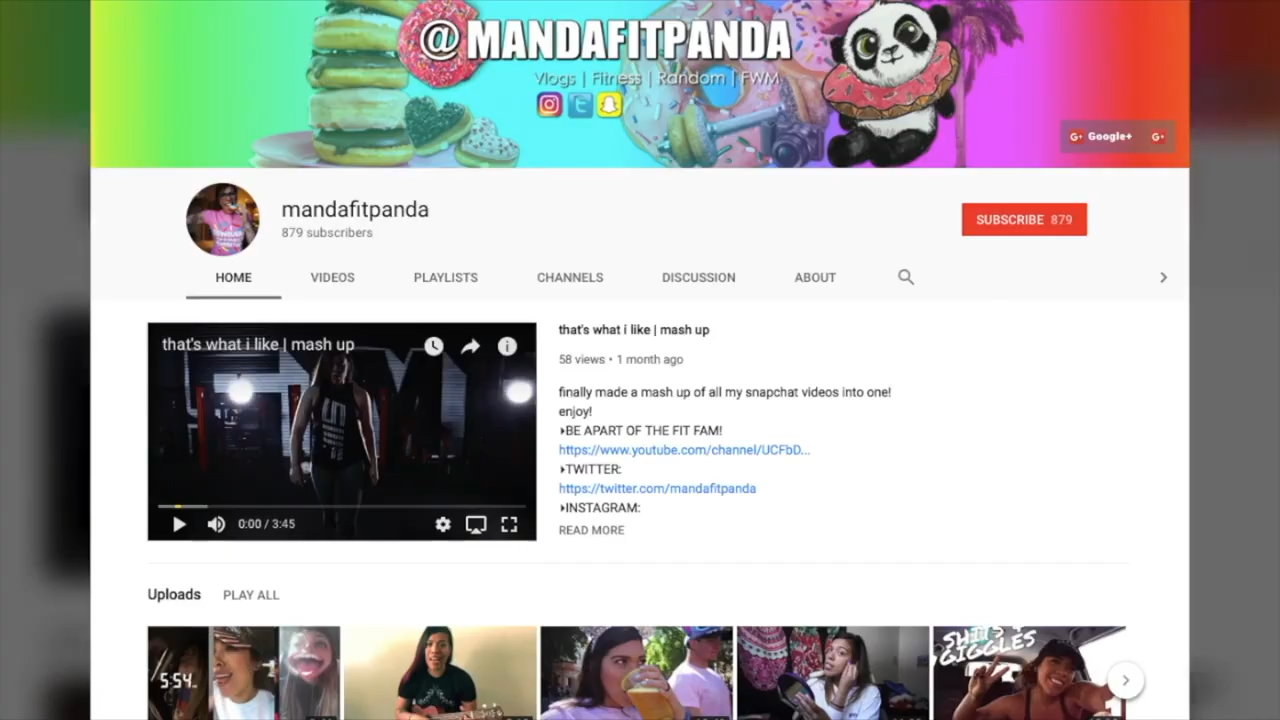 @MANDAFITPANDA
Vlogs | Fitness | Random | FWM
G+ Google+ G+
mandafitpanda
879 subscribers
SUBSCRIBE 879
HOME VIDEOS PLAYLISTS CHANNELS DISCUSSION ABOUT
that's what i like | mash up
0:00 / 3:45
that's what i like | mash up
58 views • 1 month ago
finally made a mash up of all my snapchat videos into one!
enjoy!
▸BE APART OF THE FIT FAM!
https://www.youtube.com/channel/UCFbD...
▸TWITTER:
https://twitter.com/mandafitpanda
▸INSTAGRAM:
READ MORE
Uploads PLAY ALL
5:54
SHITS +
GIGGLES